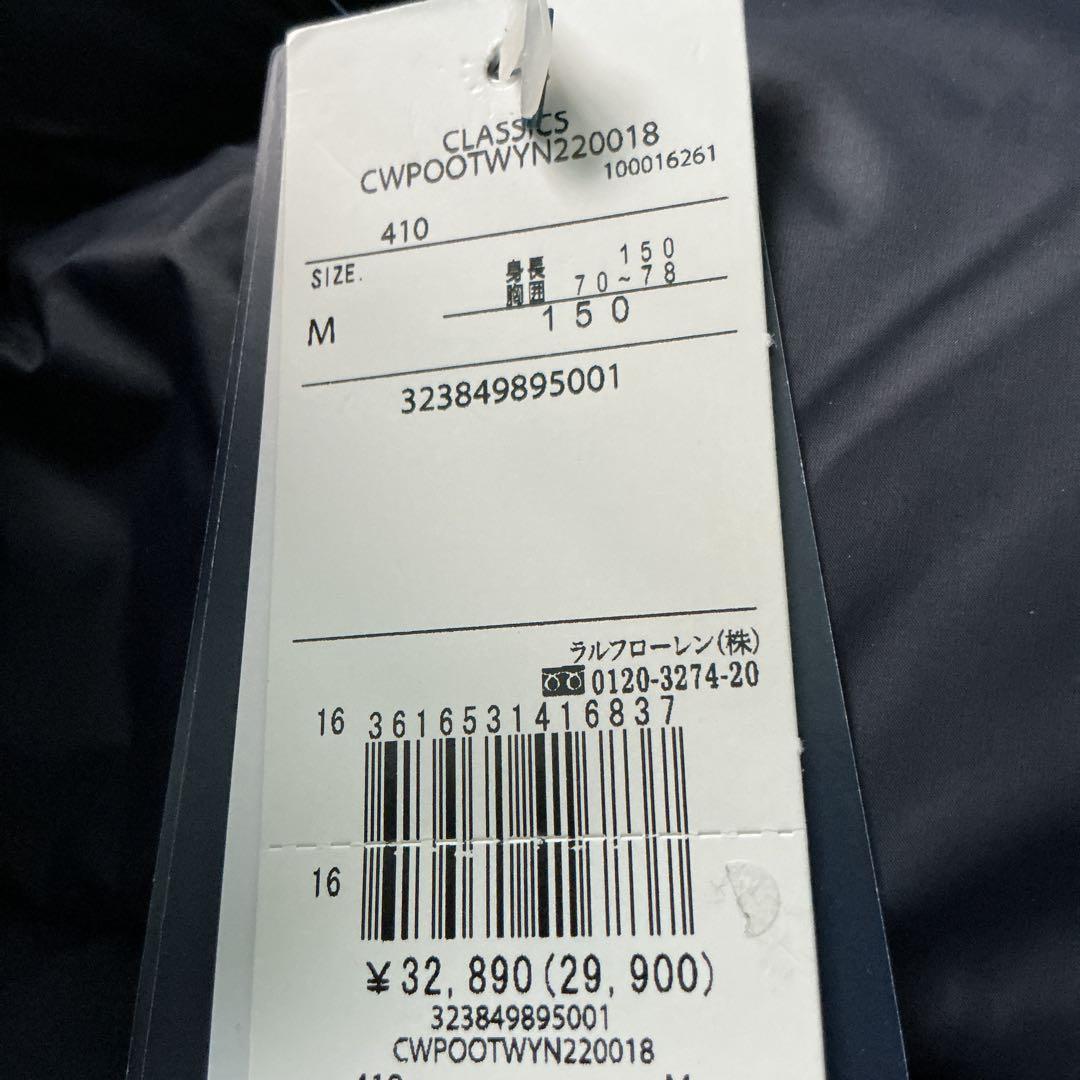 CLASSICS
CWPOOTWYN220018
100016261
410
SIZE.
身長 150
胸囲 70~78
M
150
323849895001
ラルフローレン(株)
0120-3274-20
16 3616531416837
16
¥32,890(29,900)
323849895001
CWPOOTWYN220018
410 M